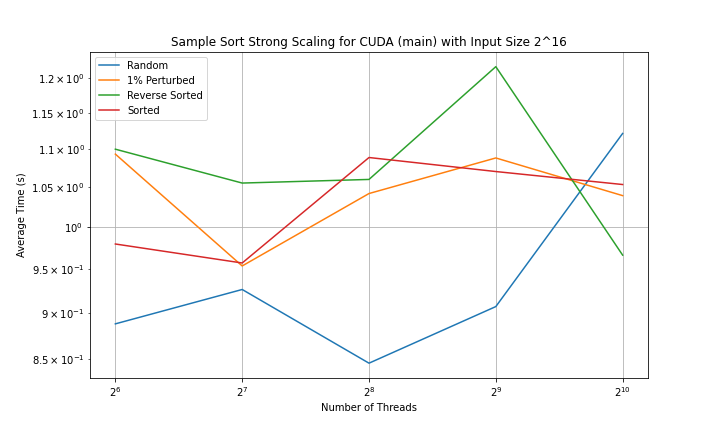 Sample Sort Strong Scaling for CUDA (main) with Input Size 2^16
Random
1% Perturbed
Reverse Sorted
Sorted
1.2 × 10⁰
1.15 × 10⁰
1.1 × 10⁰
1.05 × 10⁰
10⁰
9.5 × 10⁻¹
9 × 10⁻¹
8.5 × 10⁻¹
Average Time (s)
2⁶ 2⁷ 2⁸ 2⁹ 2¹⁰
Number of Threads